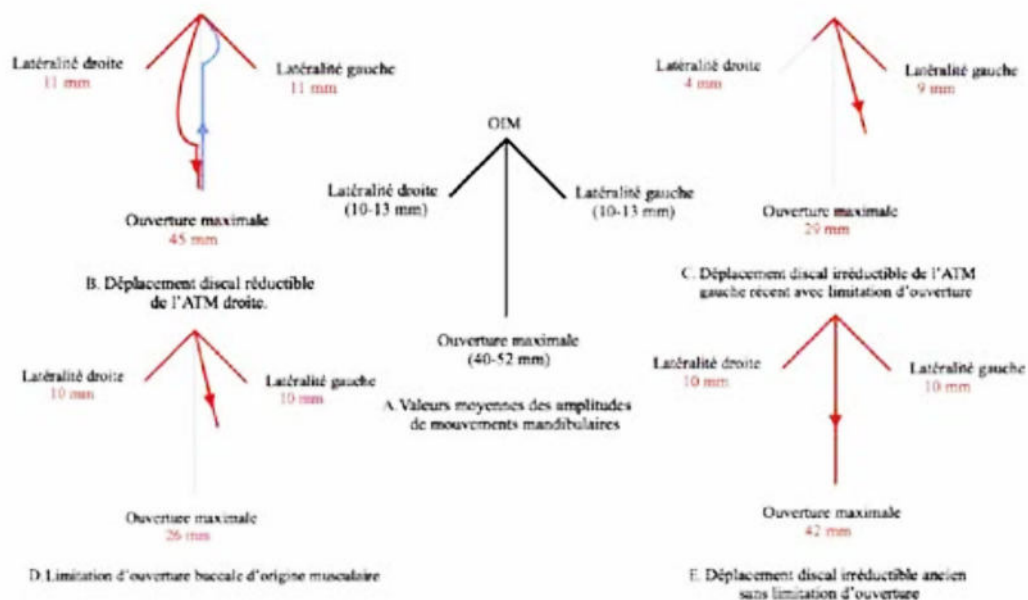 Latéralité droite
11 mm
Latéralité gauche
11 mm
Ouverture maximale
45 mm
B. Déplacement discal réductible
de l'ATM droite.
OIM
Latéralité droite
(10-13 mm)
Latéralité gauche
(10-13 mm)
Ouverture maximale
(40-52 mm)
A. Valeurs moyennes des amplitudes
de mouvements mandibulaires
Latéralité droite
4 mm
Latéralité gauche
9 mm
Ouverture maximale
29 mm
C. Déplacement discal irréductible de l'ATM
gauche récent avec limitation d'ouverture
Latéralité droite
10 mm
Latéralité gauche
10 mm
Ouverture maximale
26 mm
D. Limitation d'ouverture buccale d'origine musculaire
Latéralité droite
10 mm
Latéralité gauche
10 mm
Ouverture maximale
42 mm
E. Déplacement discal irréductible ancien
sans limitation d'ouverture